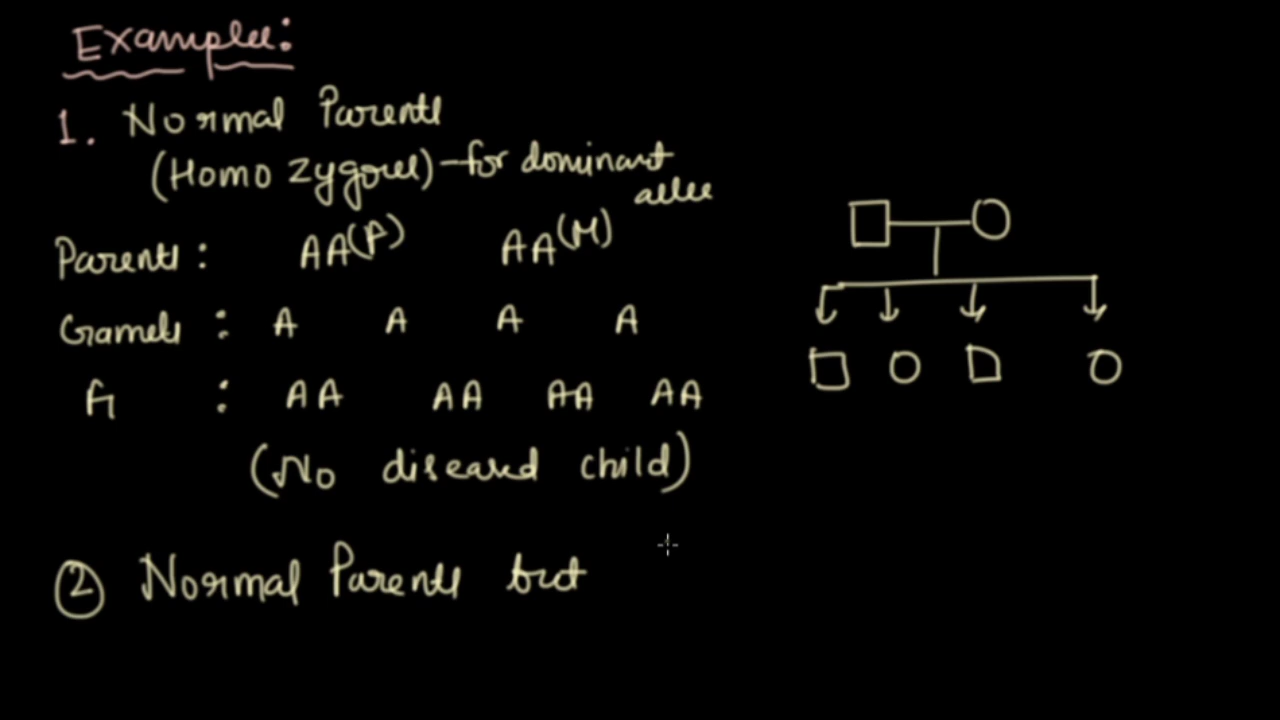 Example:
1. Normal Parents
(Homozygous) - for dominant
allele
Parents : AA(P) AA(M)
Gamets : A A A A
F1 : AA AA AA AA
(No diseased child)
2 Normal Parents but